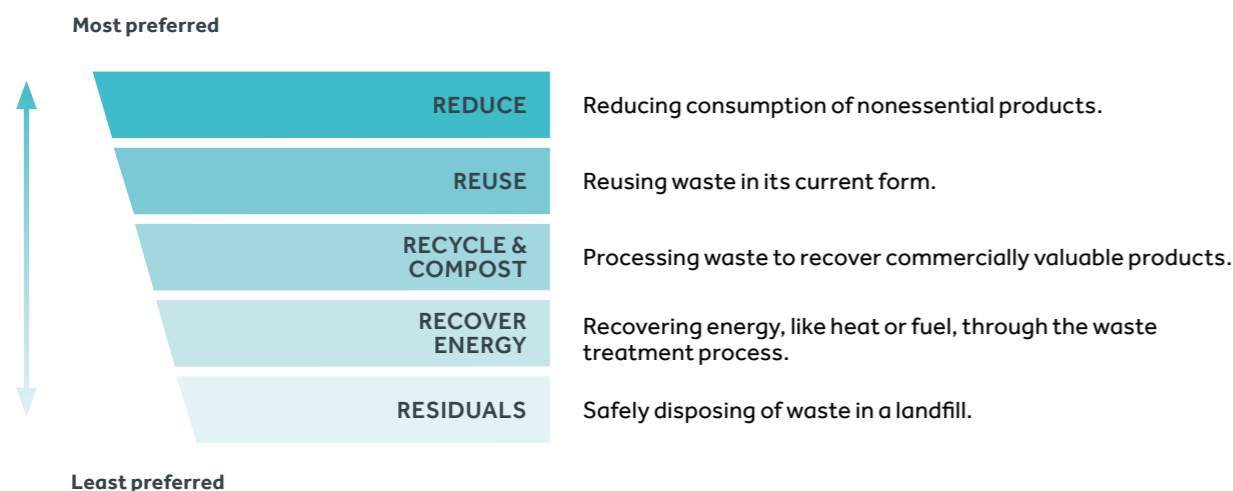 Most preferred
REDUCE
Reducing consumption of nonessential products.
REUSE
Reusing waste in its current form.
RECYCLE &
COMPOST
Processing waste to recover commercially valuable products.
RECOVER
ENERGY
Recovering energy, like heat or fuel, through the waste
treatment process.
RESIDUALS
Safely disposing of waste in a landfill.
Least preferred